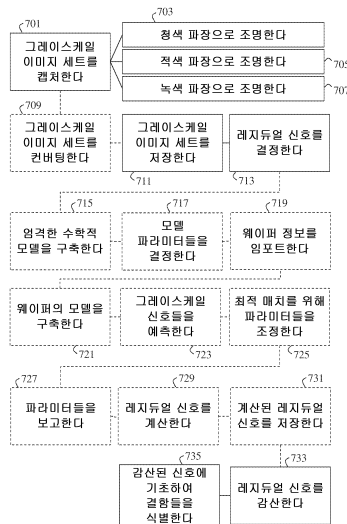 701
그레이스케일
이미지 세트를
캡처한다
703
청색 파장으로 조명한다
적색 파장으로 조명한다
705
녹색 파장으로 조명한다
707
709
그레이스케일
이미지 세트를
컨버팅한다
그레이스케일
이미지 세트를
저장한다
711
레지듀얼 신호를
결정한다
713
715
엄격한 수학적
모델을 구축한다
717
모델
파라미터들을
결정한다
719
웨이퍼 정보를
임포트한다
웨이퍼의 모델을
구축한다
721
그레이스케일
신호들을
예측한다
723
최적 매치를 위해
파라미터들을
조정한다
725
727
파라미터들을
보고한다
729
레지듀얼 신호를
계산한다
731
계산된 레지듀얼
신호를 저장한다
733
레지듀얼 신호를
감산한다
735
감산된 신호에
기초하여
결함들을
식별한다